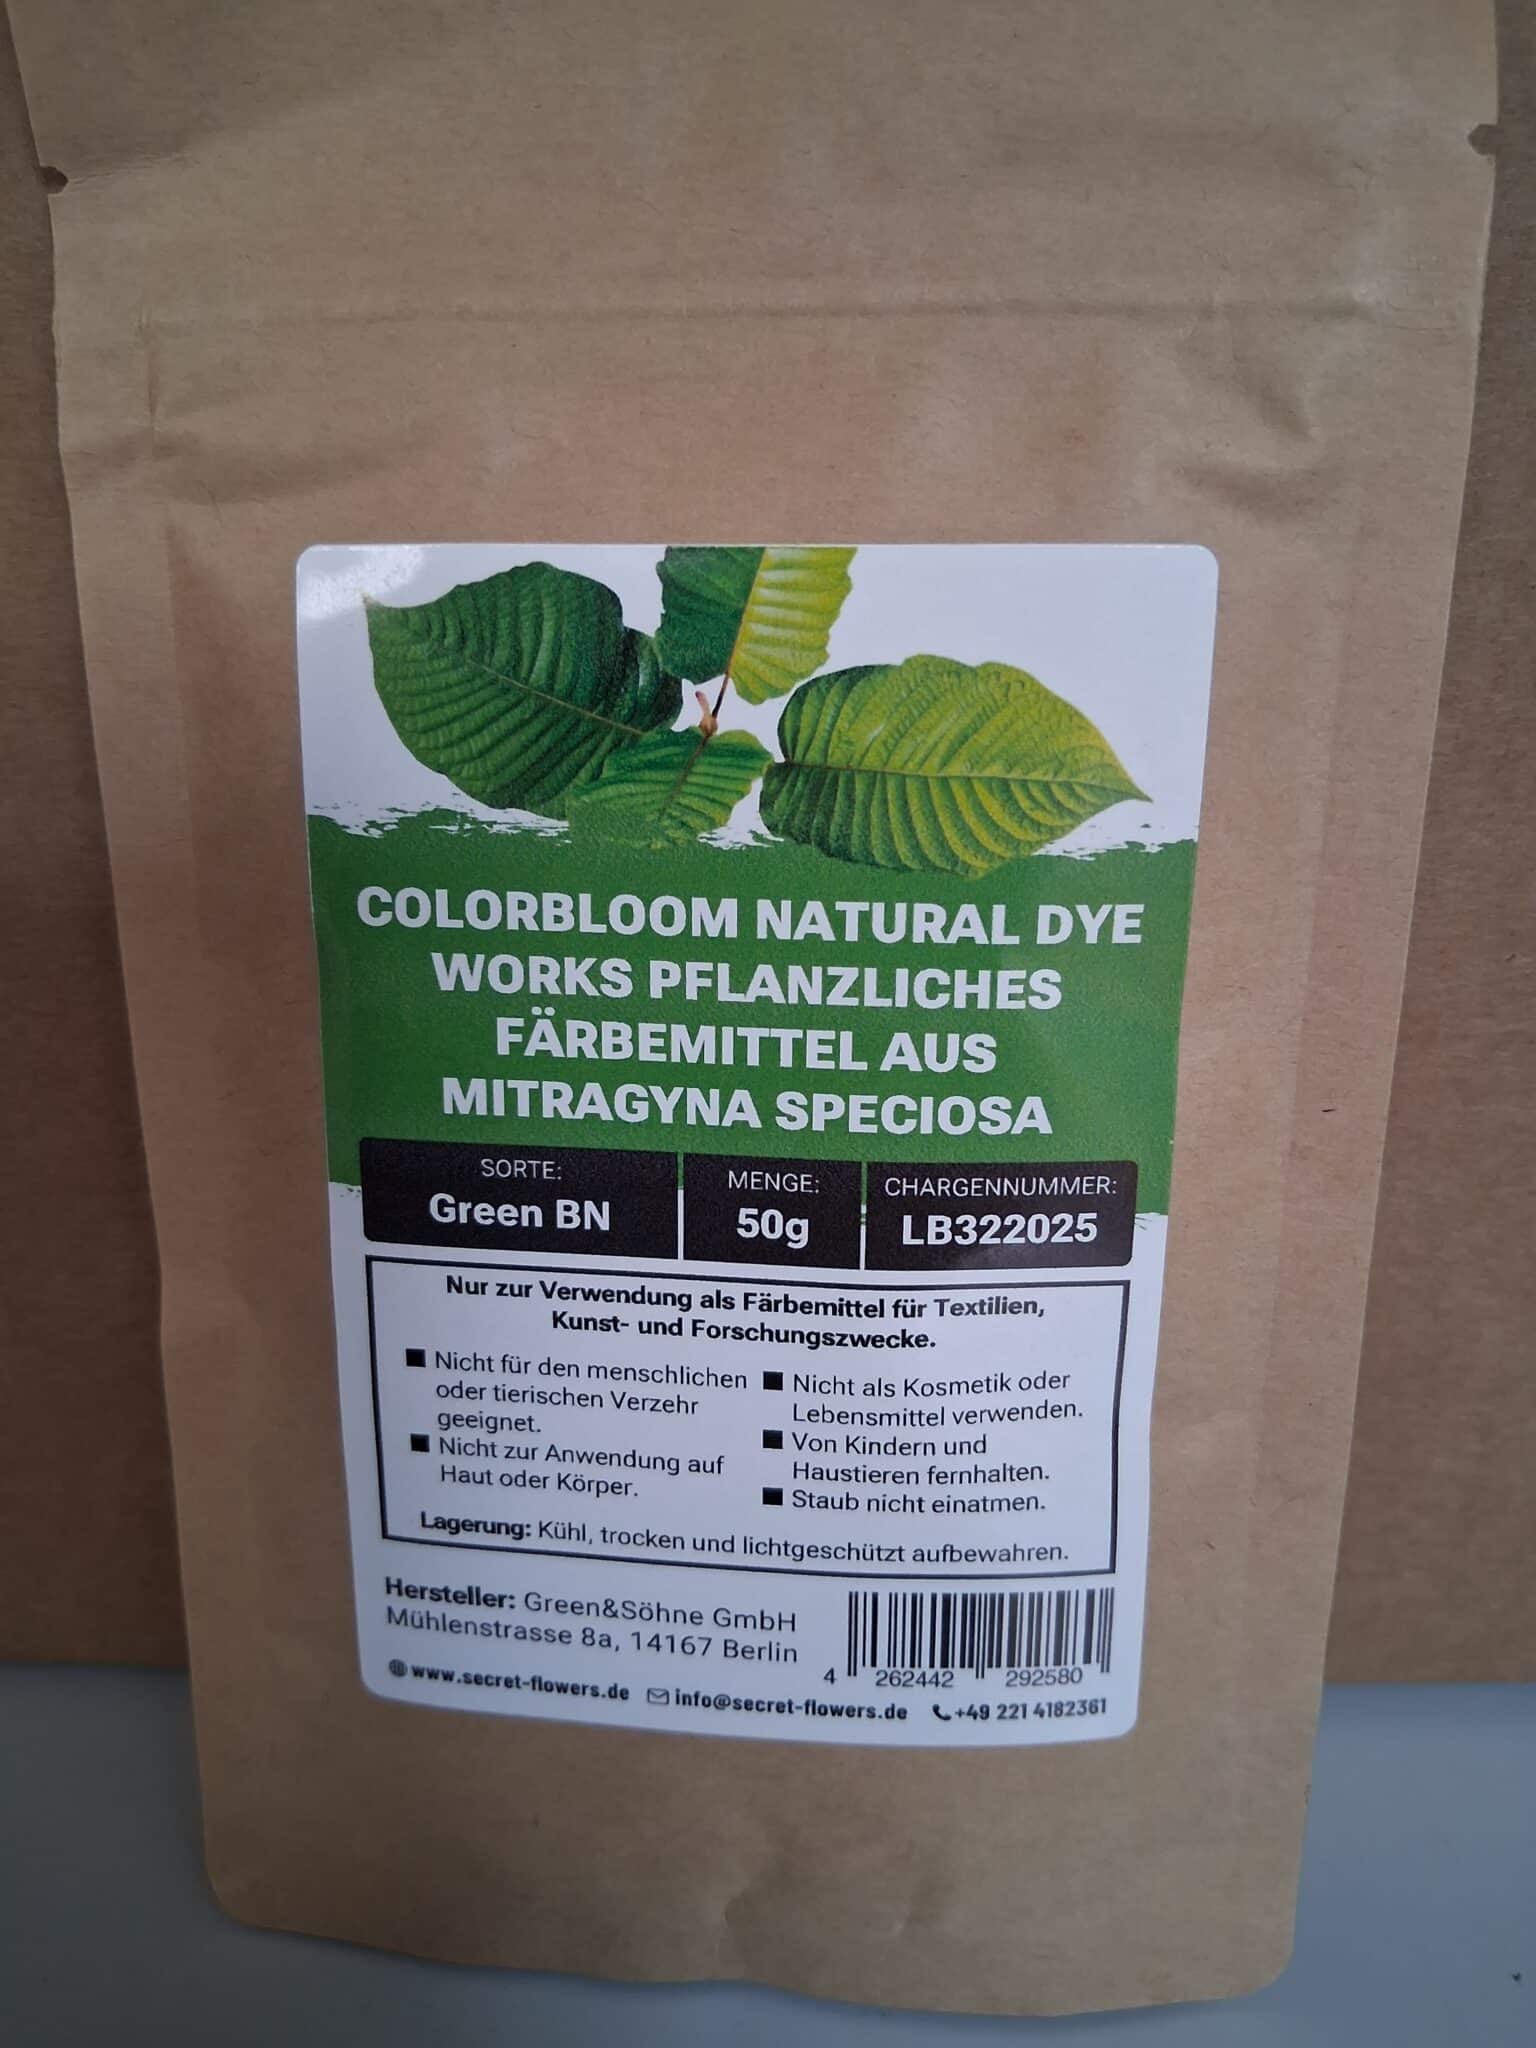 COLORBLOOM NATURAL DYE
WORKS PFLANZLICHES
FÄRBEMITTEL AUS
MITRAGYNA SPECIOSA
SORTE:
Green BN
MENGE:
50g
CHARGENNUMMER:
LB322025
Nur zur Verwendung als Färbemittel für Textilien,
Kunst- und Forschungszwecke.
Nicht für den menschlichen
oder tierischen Verzehr
geeignet.
Nicht zur Anwendung auf
Haut oder Körper.
Nicht als Kosmetik oder
Lebensmittel verwenden.
Von Kindern und
Haustieren fernhalten.
Staub nicht einatmen.
Lagerung: Kühl, trocken und lichtgeschützt aufbewahren.
Hersteller: Green&Söhne GmbH
Mühlenstrasse 8a, 14167 Berlin
4 262442 292580
www.secret-flowers.de info@secret-flowers.de +49 221 4182361